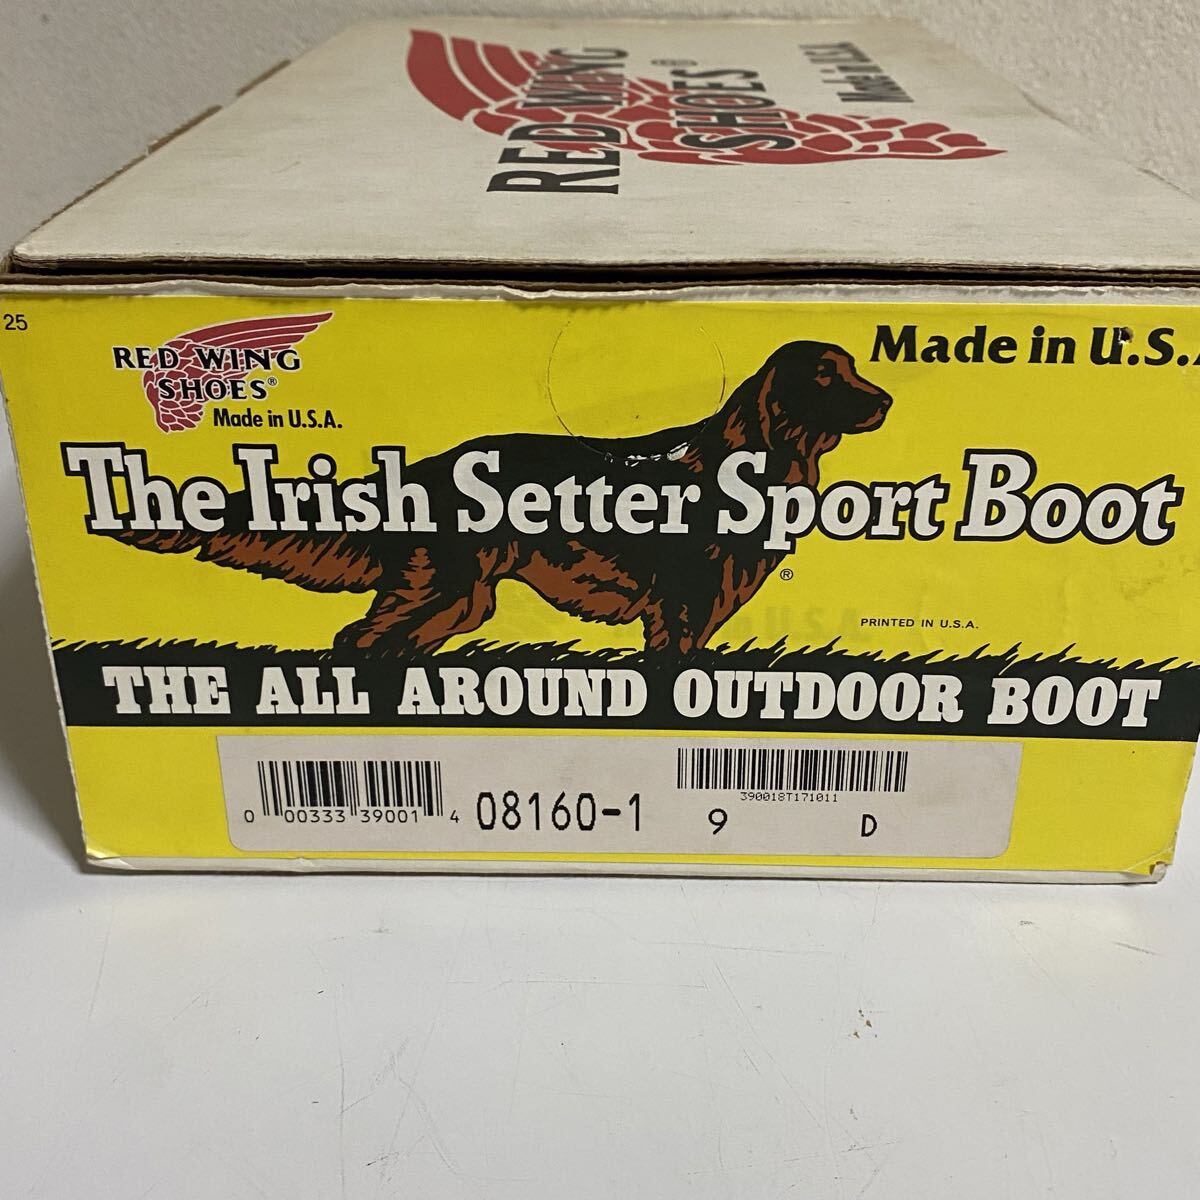 RED WING
SHOES®
Made in U.S.A.
25
RED WING
SHOES®
Made in U.S.A.
Made in U.S.A
The Irish Setter Sport Boot
®
PRINTED IN U.S.A.
THE ALL AROUND OUTDOOR BOOT
0 00333 39001 4
08160-1
390018T171011
9 D